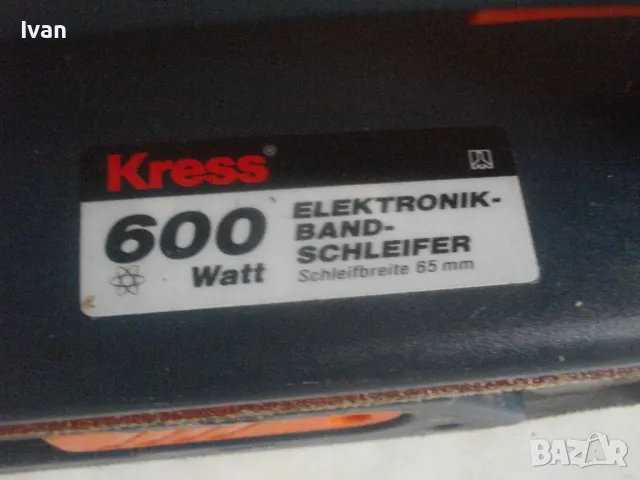 Ivan
Kress®
600
Watt
ELEKTRONIK-
BAND-
SCHLEIFER
Schleifbreite 65 mm
BAZAR